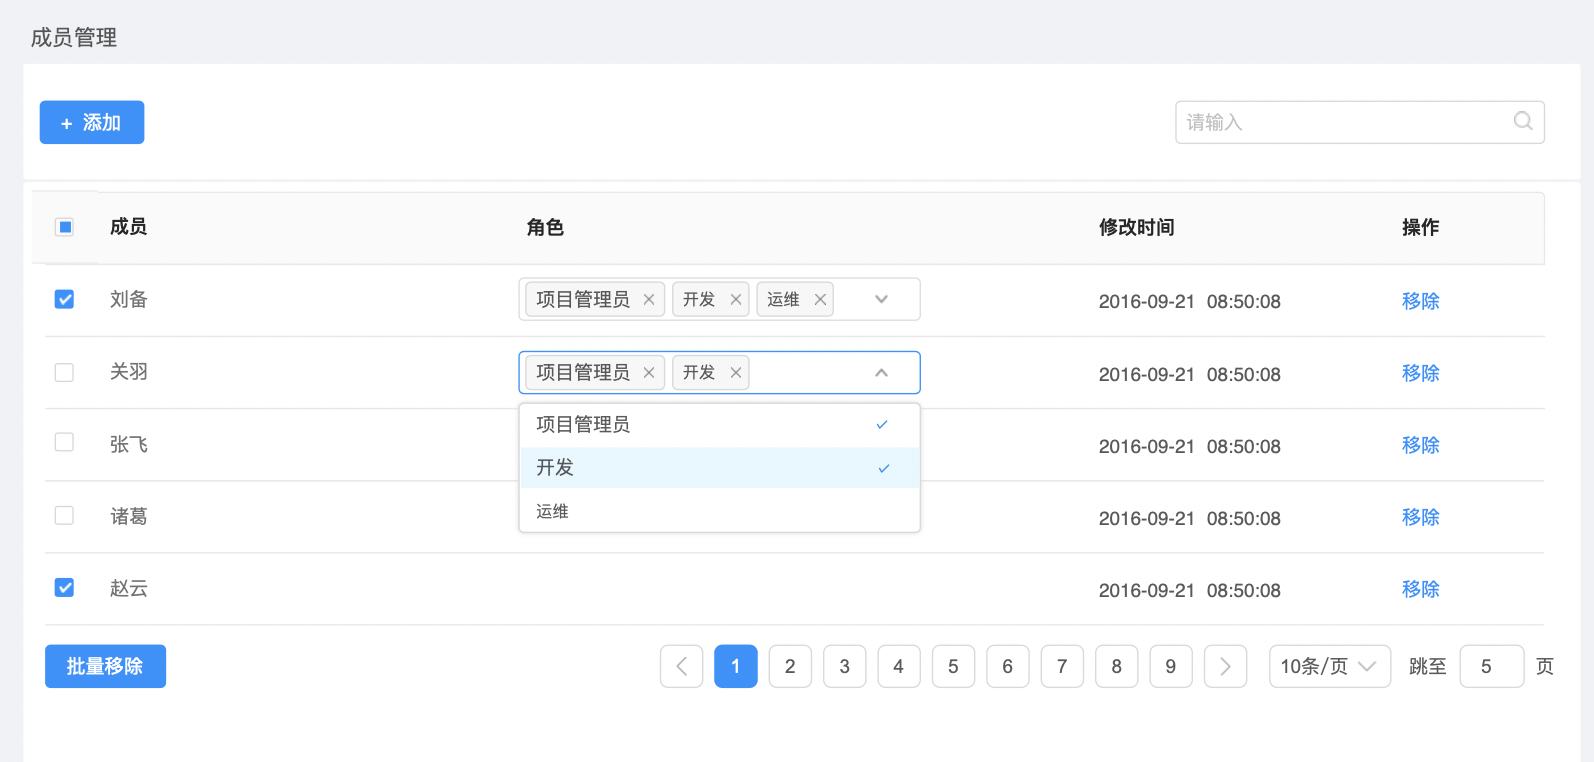 成员管理
+ 添加
请输入
成员 角色 修改时间 操作
刘备 项目管理员 开发 运维 2016-09-21 08:50:08 移除
关羽 项目管理员 开发 2016-09-21 08:50:08 移除
项目管理员
张飞 2016-09-21 08:50:08 移除
开发
运维
诸葛 2016-09-21 08:50:08 移除
赵云 2016-09-21 08:50:08 移除
批量移除 1 2 3 4 5 6 7 8 9 10条/页 跳至 5 页